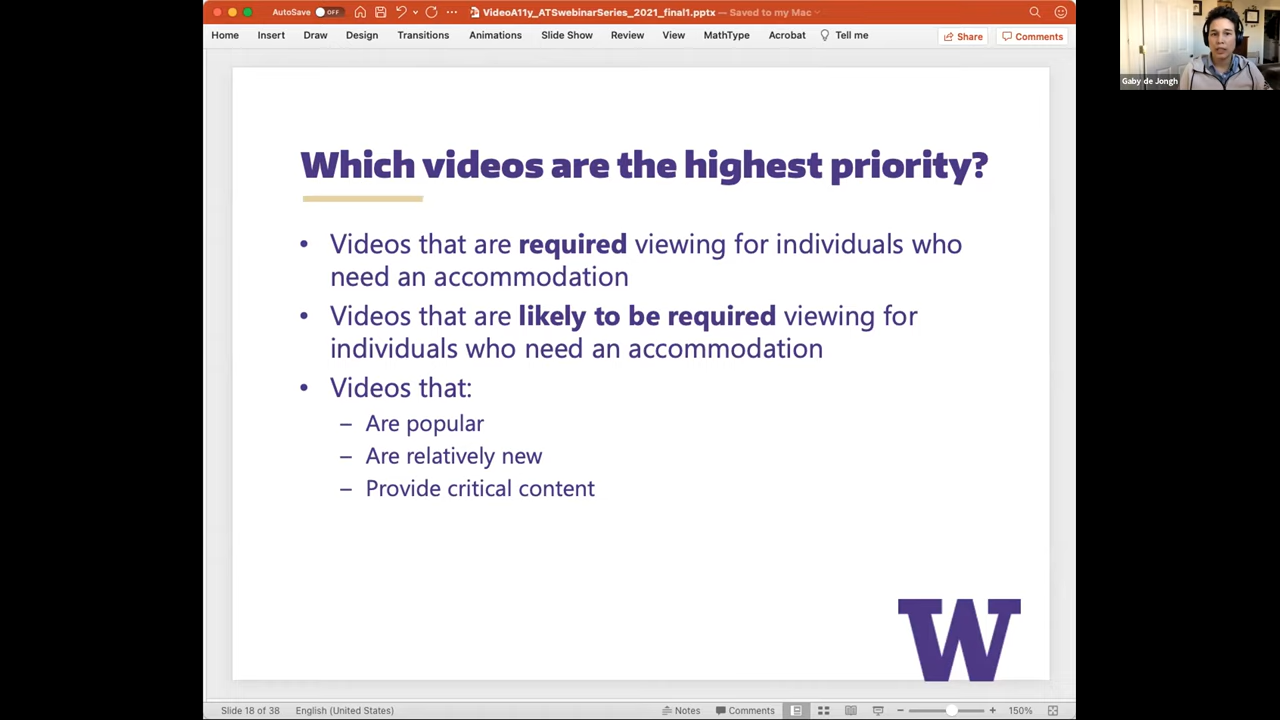 AutoSave OFF
VideoA11y_ATSwebinarSeries_2021_final1.pptx — Saved to my Mac
Home Insert Draw Design Transitions Animations Slide Show Review View MathType Acrobat Tell me Share Comments
Gaby de Jongh
Which videos are the highest priority?
• Videos that are required viewing for individuals who
need an accommodation
• Videos that are likely to be required viewing for
individuals who need an accommodation
• Videos that:
– Are popular
– Are relatively new
– Provide critical content
W
Slide 18 of 38 English (United States) Notes Comments 150%